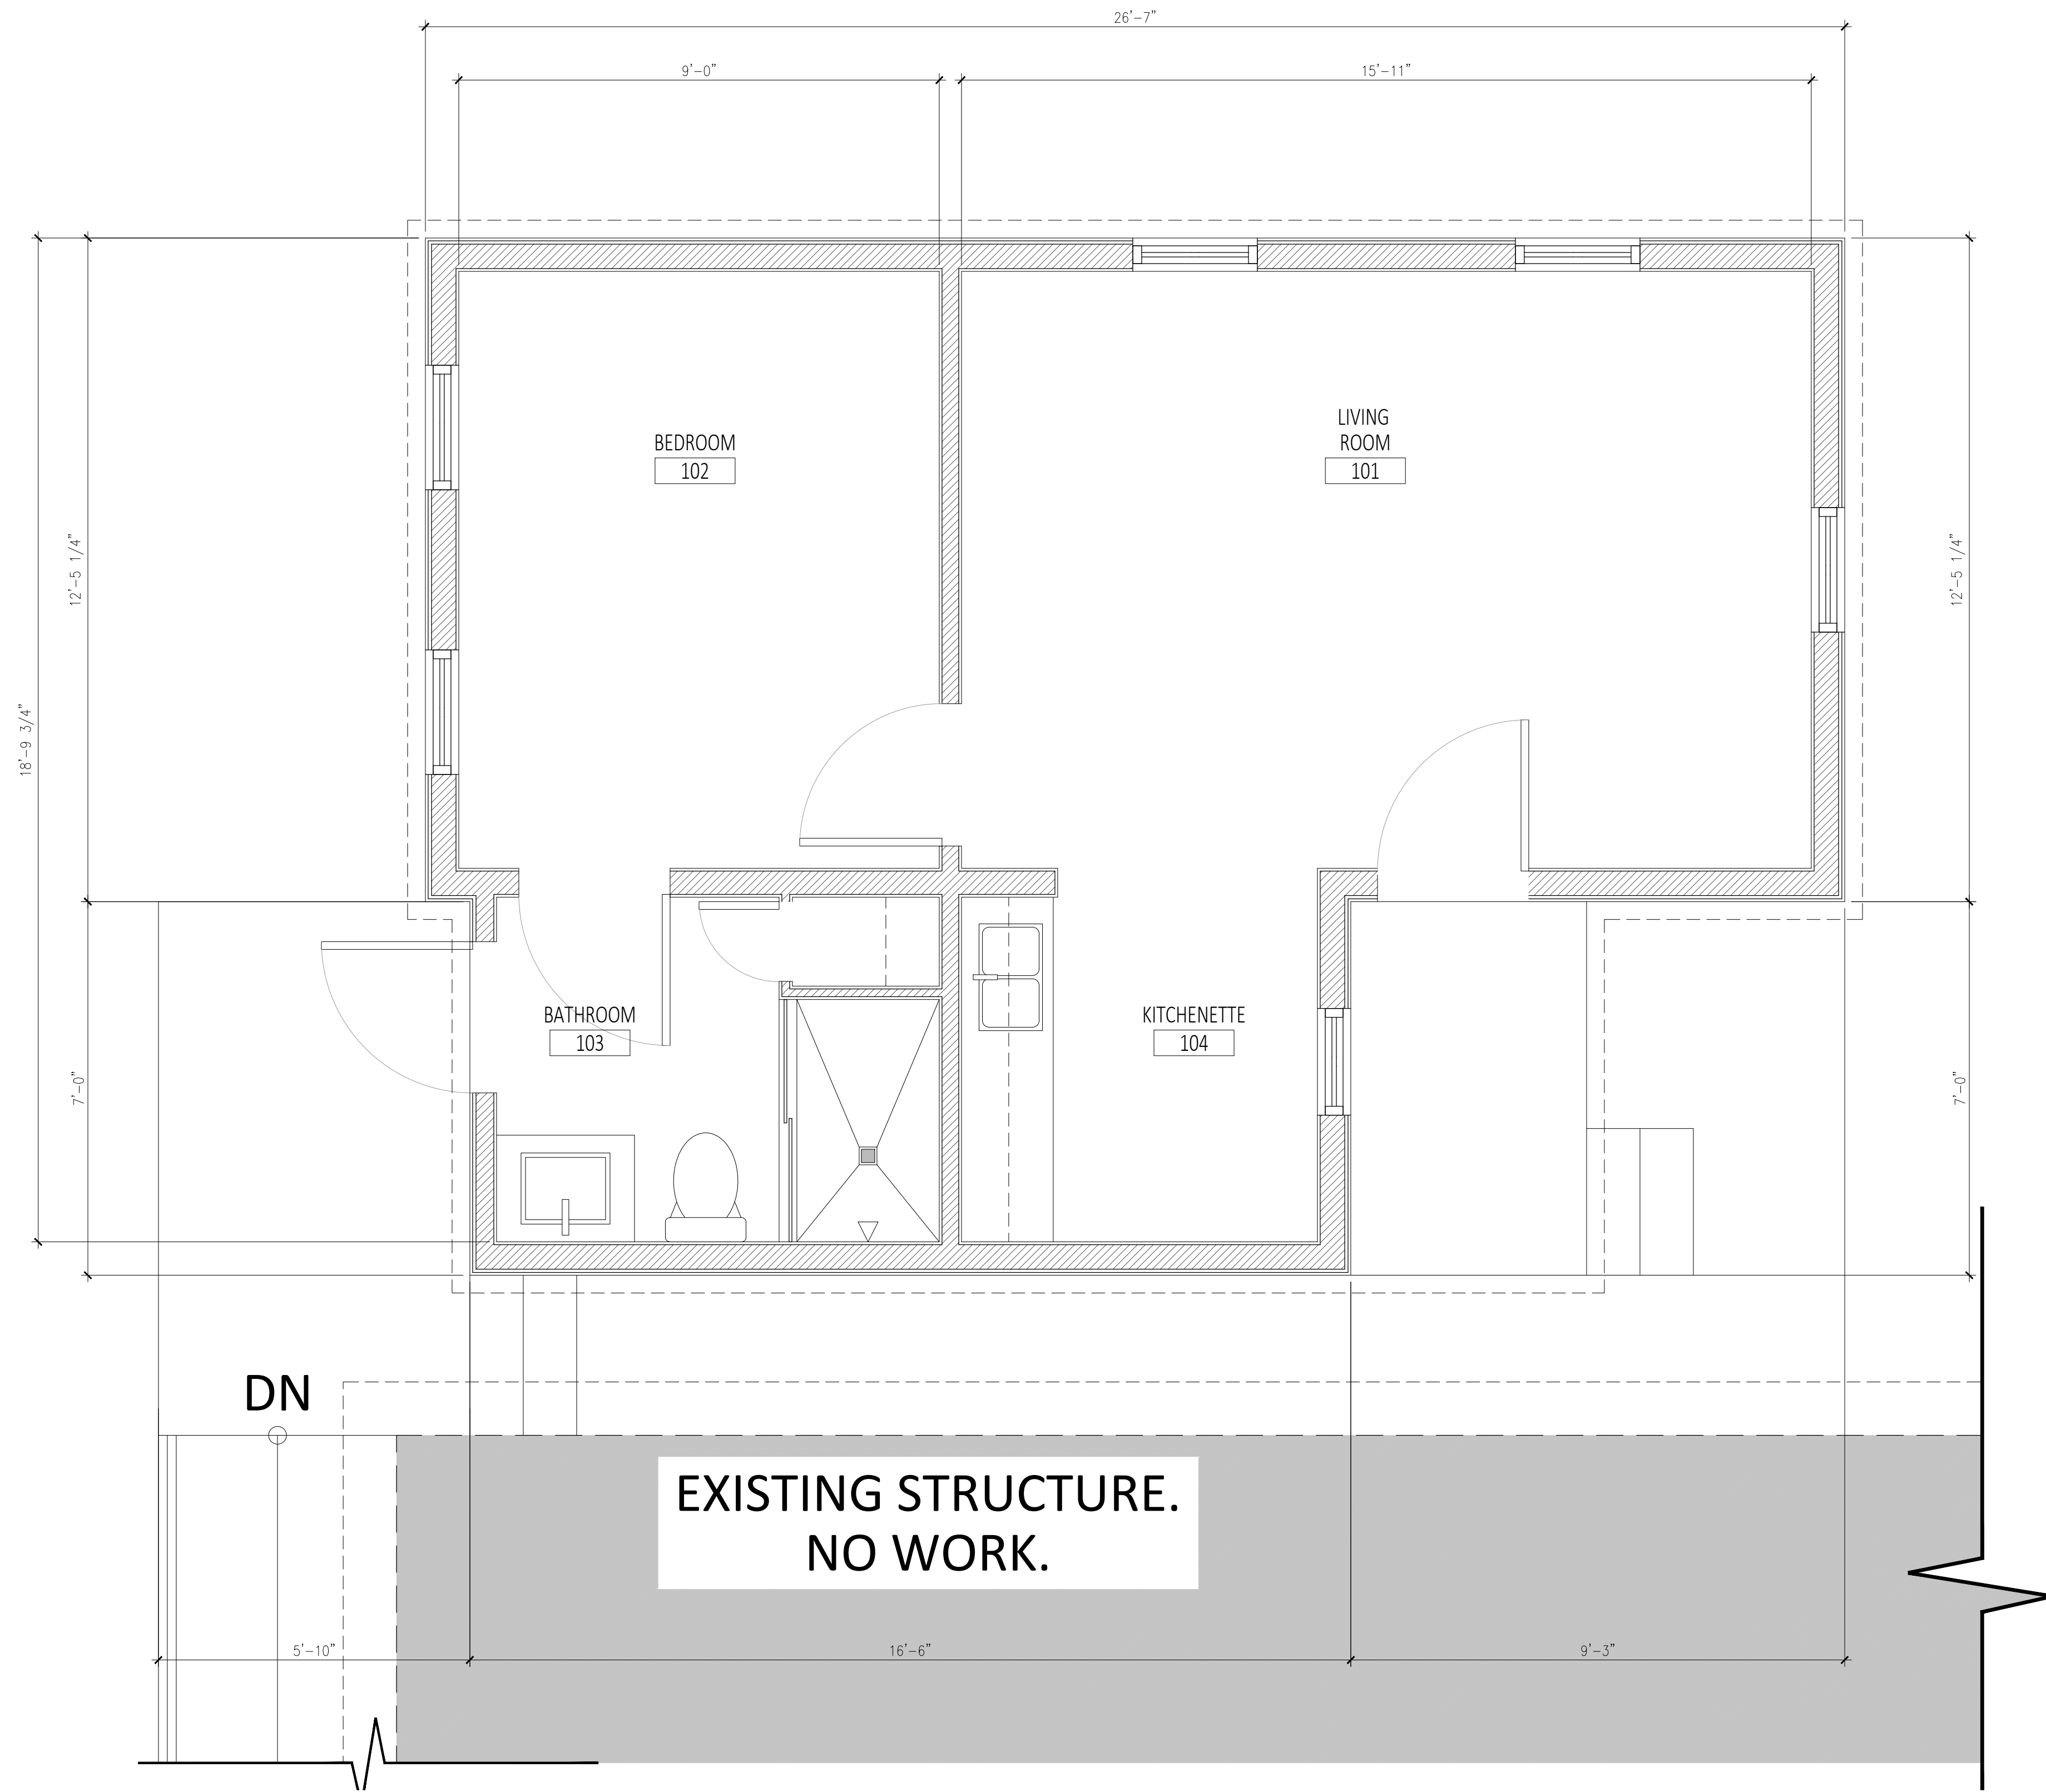 26'-7"
9'-0"
15'-11"
LIVING
ROOM
101
BEDROOM
102
12'-5 1/4"
12'-5 1/4"
18'-9 3/4"
BATHROOM
103
KITCHENETTE
104
7'-0"
7'-0"
DN
EXISTING STRUCTURE.
NO WORK.
5'-10"
16'-6"
9'-3"